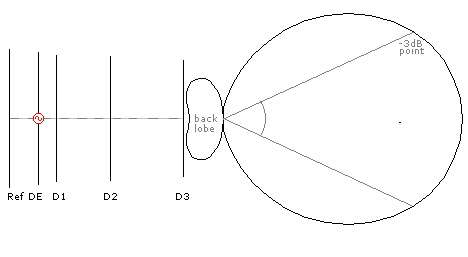 -3dB
point
back
lobe
Ref DE D1 D2 D3